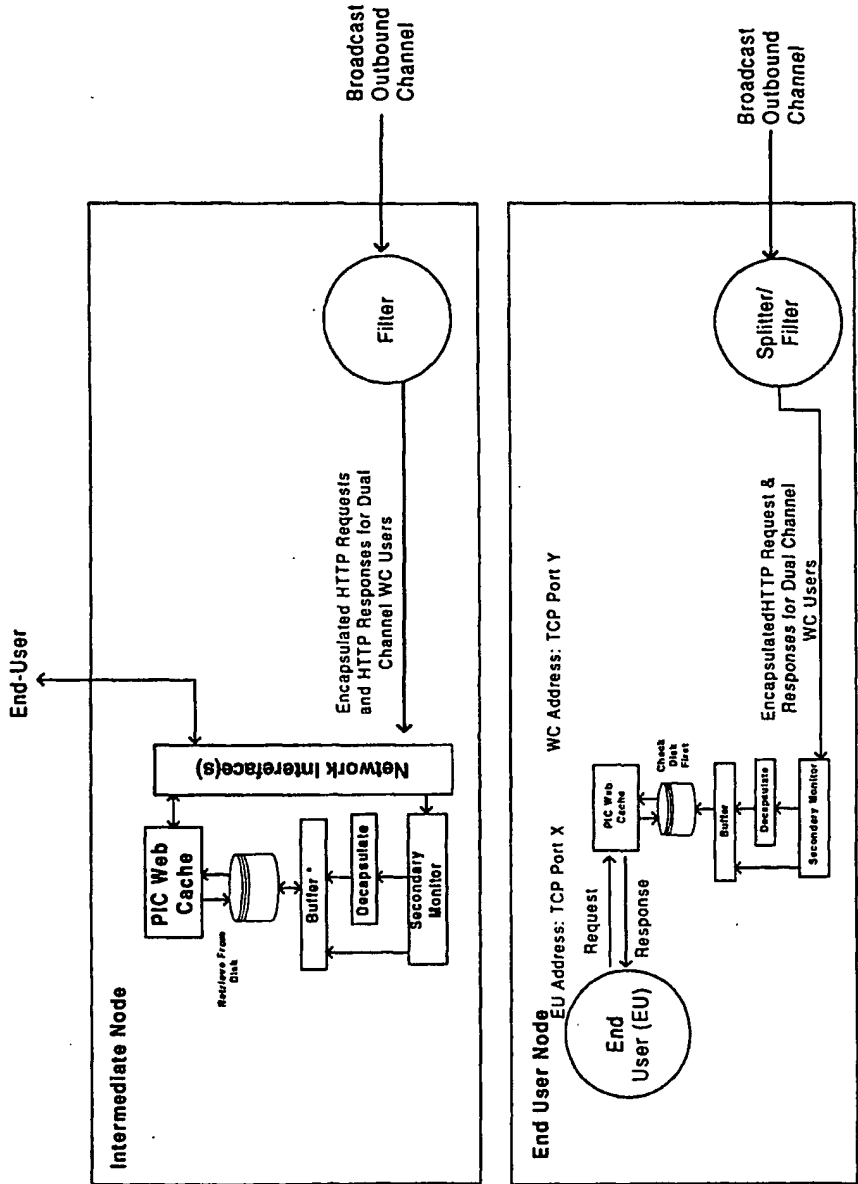 Intermediate Node
End-User
PIC Web
Cache
Retrieve From
Disk
Buffer *
Decapsulate
Secondary
Monitor
Network Intereface(s)
Encapsulated HTTP Requests
and HTTP Responses for Dual
Channel WC Users
Filter
Broadcast
Outbound
Channel
End User Node
EU Address: TCP Port X
WC Address: TCP Port Y
End
User (EU)
Request
Response
PIC Web
Cache
Check
Disk
First
Buffer
Decapsulate
Secondary Monitor
EncapsulatedHTTP Request &
Responses for Dual Channel
WC Users
Splitter/
Filter
Broadcast
Outbound
Channel